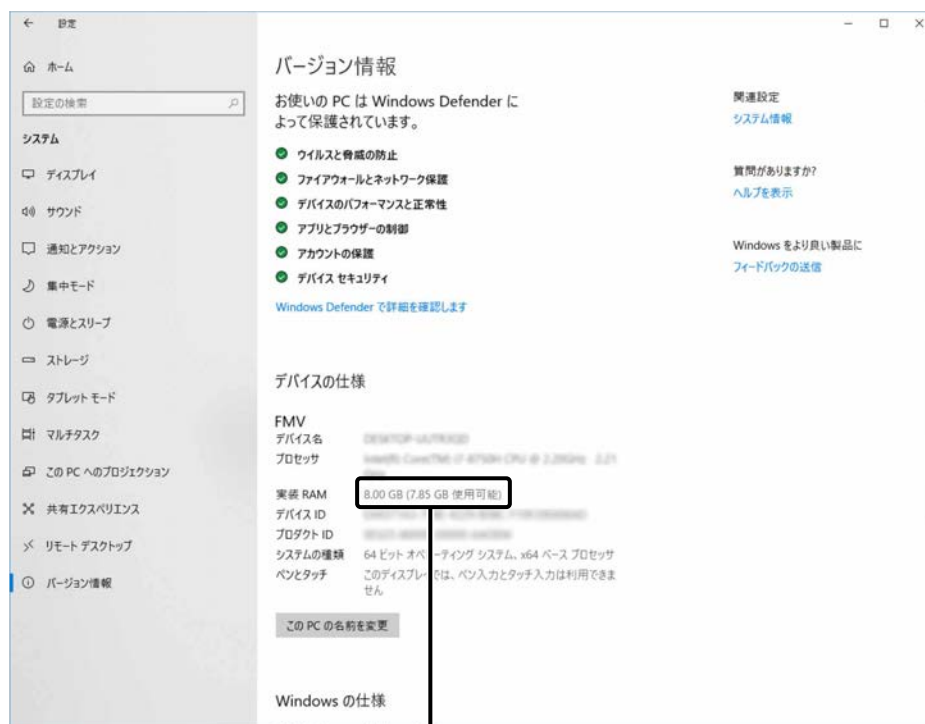 設定
ホーム
設定の検索
システム
ディスプレイ
サウンド
通知とアクション
集中モード
電源とスリープ
ストレージ
タブレット モード
マルチタスク
この PC へのプロジェクション
共有エクスペリエンス
リモート デスクトップ
バージョン情報
バージョン情報
お使いの PC は Windows Defender に
よって保護されています。
ウイルスと脅威の防止
ファイアウォールとネットワーク保護
デバイスのパフォーマンスと正常性
アプリとブラウザーの制御
アカウントの保護
デバイス セキュリティ
Windows Defender で詳細を確認します
デバイスの仕様
FMV
デバイス名
プロセッサ
実装 RAM 8.00 GB (7.85 GB 使用可能)
デバイス ID
プロダクト ID
システムの種類 64 ビット オペレーティング システム、x64 ベース プロセッサ
ペンとタッチ このディスプレイでは、ペン入力とタッチ入力は利用できま
せん
この PC の名前を変更
Windows の仕様
関連設定
システム情報
質問がありますか?
ヘルプを表示
Windows をより良い製品に
フィードバックの送信